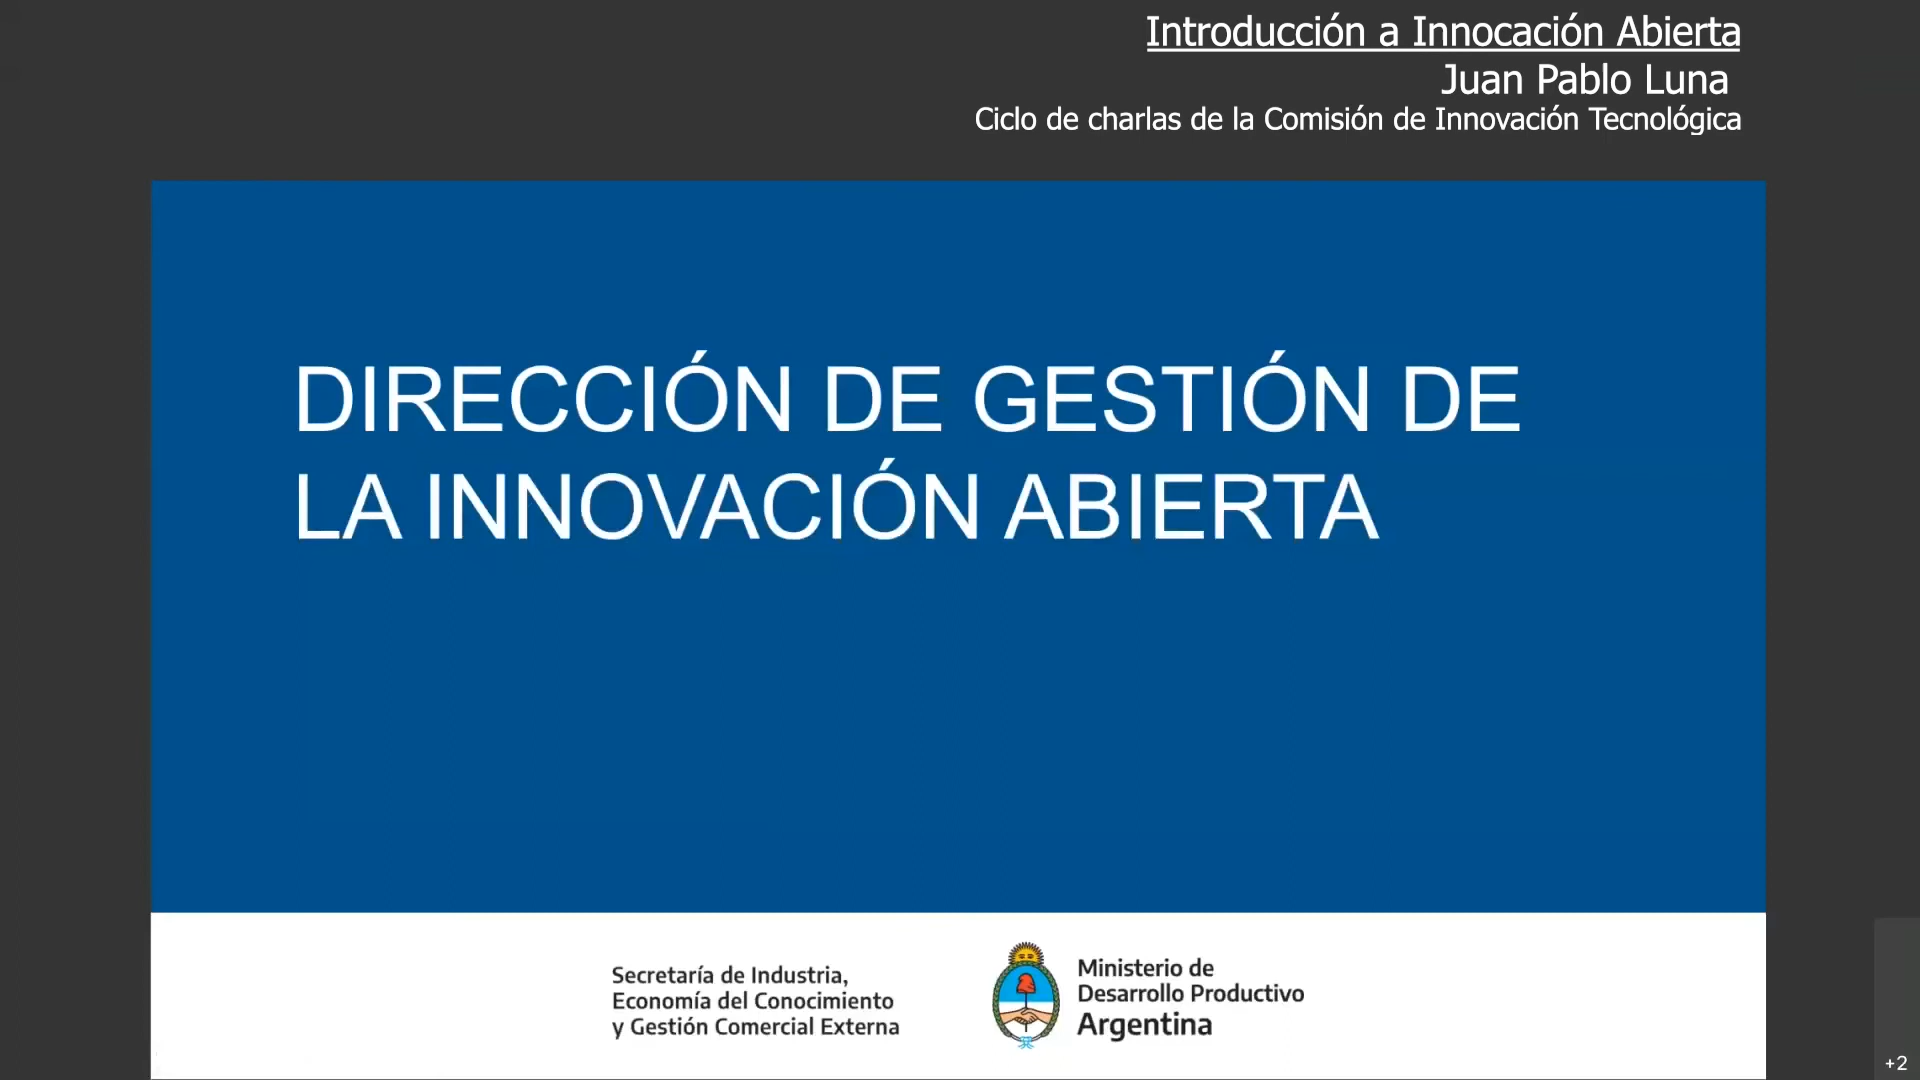 Introducción a Innocación Abierta
Juan Pablo Luna
Ciclo de charlas de la Comisión de Innovación Tecnológica
DIRECCIÓN DE GESTIÓN DE
LA INNOVACIÓN ABIERTA
Secretaría de Industria,
Economía del Conocimiento
y Gestión Comercial Externa
Ministerio de
Desarrollo Productivo
Argentina
+2